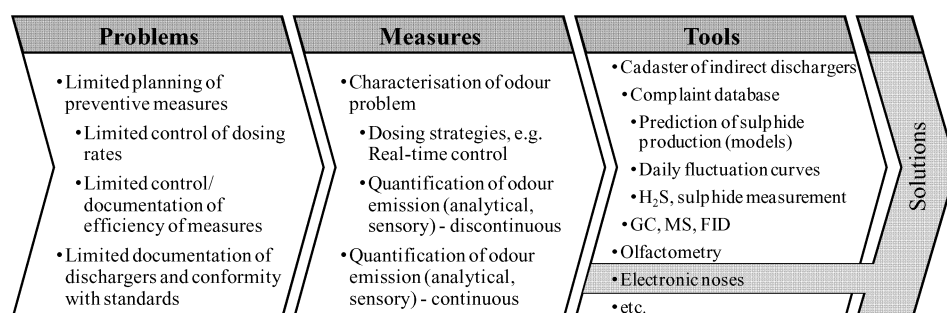 Problems
•Limited planning of
preventive measures
•Limited control of dosing
rates
•Limited control/
documentation of
efficiency of measures
•Limited documentation of
dischargers and conformity
with standards
Measures
•Characterisation of odour
problem
•Dosing strategies, e.g.
Real-time control
•Quantification of odour
emission (analytical,
sensory) - discontinuous
•Quantification of odour
emission (analytical,
sensory) - continuous
Tools
•Cadaster of indirect dischargers
•Complaint database
•Prediction of sulphide
production (models)
•Daily fluctuation curves
•H₂S, sulphide measurement
•GC, MS, FID
•Olfactometry
•Electronic noses
•etc.
Solutions